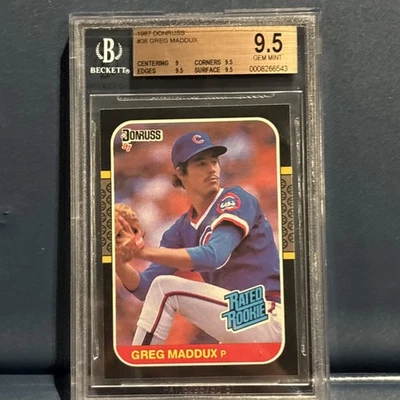 1987 DONRUSS
#36 GREG MADDUX
CENTERING 9 CORNERS 9.5
EDGES 9.5 SURFACE 9.5
9.5
GEM MINT
0008266543
B
BECKETT
DONRUSS
87
RATED
ROOKIE
GREG MADDUX P